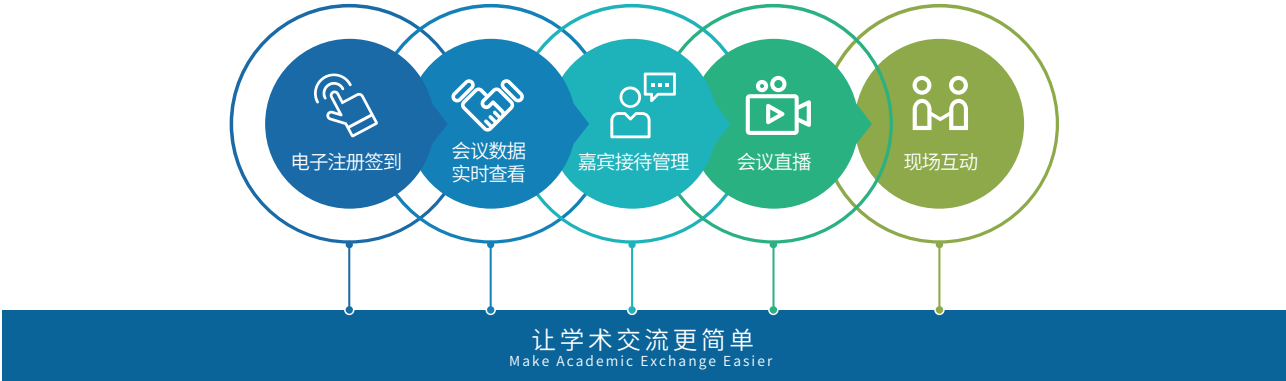 电子注册签到
会议数据
实时查看
嘉宾接待管理
会议直播
现场互动
让学术交流更简单
Make Academic Exchange Easier